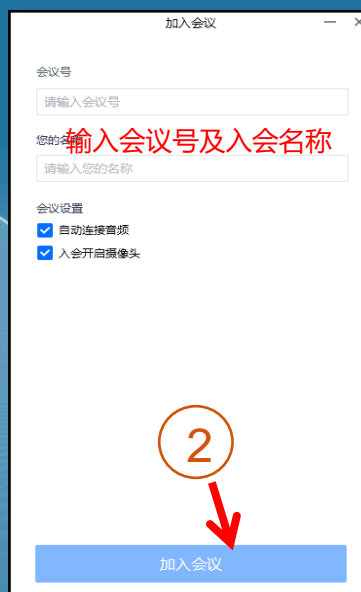 加入会议
会议号
请输入会议号
您的名称
输入会议号及入会名称
请输入您的名称
会议设置
自动连接音频
入会开启摄像头
2
加入会议